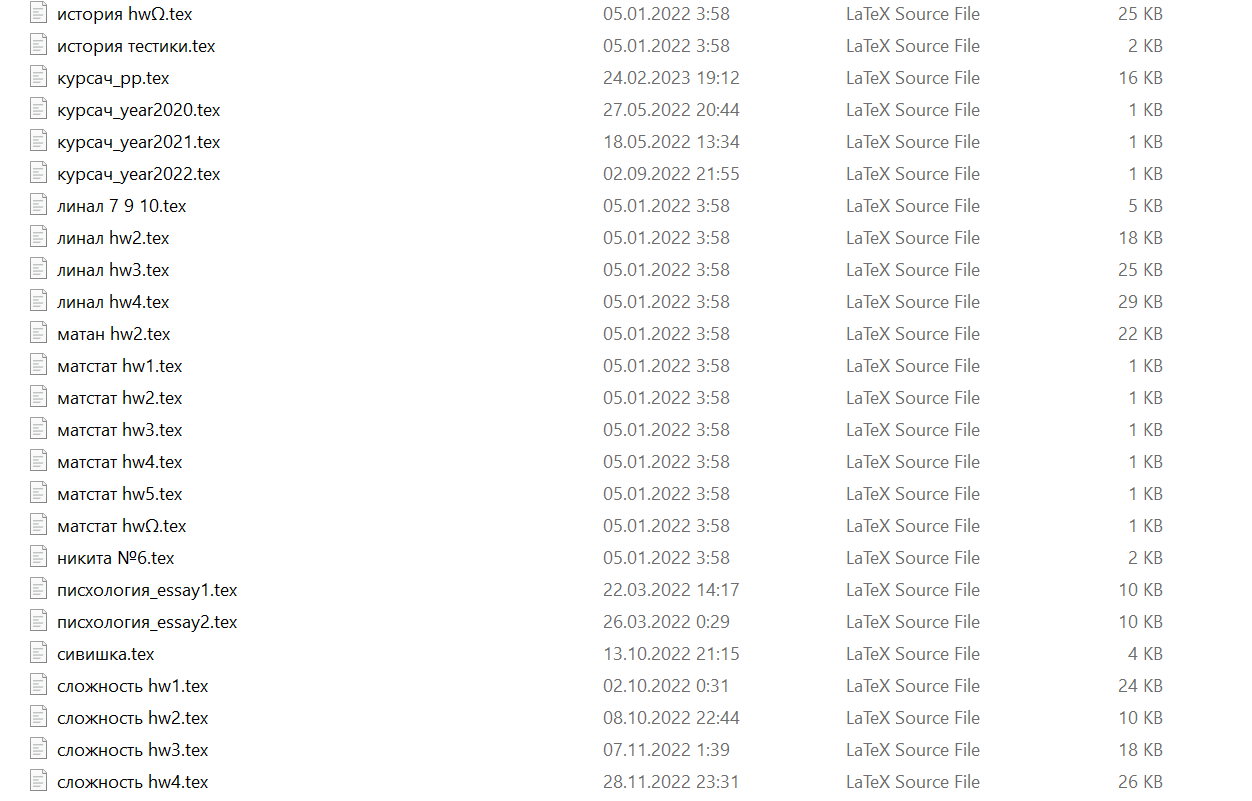 история hwΩ.tex 05.01.2022 3:58 LaTeX Source File 25 KB
история тестики.tex 05.01.2022 3:58 LaTeX Source File 2 KB
курсач_pp.tex 24.02.2023 19:12 LaTeX Source File 16 KB
курсач_year2020.tex 27.05.2022 20:44 LaTeX Source File 1 KB
курсач_year2021.tex 18.05.2022 13:34 LaTeX Source File 1 KB
курсач_year2022.tex 02.09.2022 21:55 LaTeX Source File 1 KB
линал 7 9 10.tex 05.01.2022 3:58 LaTeX Source File 5 KB
линал hw2.tex 05.01.2022 3:58 LaTeX Source File 18 KB
линал hw3.tex 05.01.2022 3:58 LaTeX Source File 25 KB
линал hw4.tex 05.01.2022 3:58 LaTeX Source File 29 KB
матан hw2.tex 05.01.2022 3:58 LaTeX Source File 22 KB
матстат hw1.tex 05.01.2022 3:58 LaTeX Source File 1 KB
матстат hw2.tex 05.01.2022 3:58 LaTeX Source File 1 KB
матстат hw3.tex 05.01.2022 3:58 LaTeX Source File 1 KB
матстат hw4.tex 05.01.2022 3:58 LaTeX Source File 1 KB
матстат hw5.tex 05.01.2022 3:58 LaTeX Source File 1 KB
матстат hwΩ.tex 05.01.2022 3:58 LaTeX Source File 1 KB
никита №6.tex 05.01.2022 3:58 LaTeX Source File 2 KB
писхология_essay1.tex 22.03.2022 14:17 LaTeX Source File 10 KB
писхология_essay2.tex 26.03.2022 0:29 LaTeX Source File 10 KB
сивишка.tex 13.10.2022 21:15 LaTeX Source File 4 KB
сложность hw1.tex 02.10.2022 0:31 LaTeX Source File 24 KB
сложность hw2.tex 08.10.2022 22:44 LaTeX Source File 10 KB
сложность hw3.tex 07.11.2022 1:39 LaTeX Source File 18 KB
сложность hw4.tex 28.11.2022 23:31 LaTeX Source File 26 KB